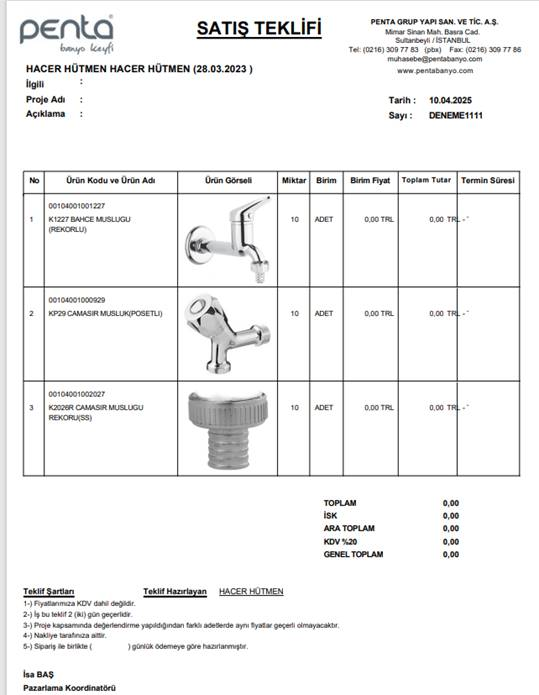 penta
banyo keyfi
SATIŞ TEKLİFİ
PENTA GRUP YAPI SAN. VE TİC. A.Ş.
Mimar Sinan Mah. Basra Cad.
Sultanbeyli / İSTANBUL
Tel: (0216) 309 77 83 (pbx) Fax: (0216) 309 77 86
muhasebe@pentabanyo.com
www.pentabanyo.com
HACER HÜTMEN HACER HÜTMEN (28.03.2023 )
İlgili :
Proje Adı :
Açıklama :
Tarih : 10.04.2025
Sayı : DENEME1111
No Ürün Kodu ve Ürün Adı Ürün Görseli Miktar Birim Birim Fiyat Toplam Tutar Termin Süresi
00104001001227
1 K1227 BAHCE MUSLUGU 10 ADET 0,00 TRL 0,00 TRL - ˜
(REKORLU)
00104001000929
2 KP29 CAMASIR MUSLUK(POSETLI) 10 ADET 0,00 TRL 0,00 TRL - ˜
00104001002027
3 K2026R CAMASIR MUSLUGU 10 ADET 0,00 TRL 0,00 TRL - ˜
REKORU(SS)
TOPLAM 0,00
İSK 0,00
ARA TOPLAM 0,00
KDV %20 0,00
GENEL TOPLAM 0,00
Teklif Şartları Teklif Hazırlayan HACER HÜTMEN
1-) Fiyatlarımıza KDV dahil değildir.
2-) İş bu teklif 2 (iki) gün geçerlidir.
3-) Proje kapsamında değerlendirme yapıldığından farklı adetlerde aynı fiyatlar geçerli olmayacaktır.
4-) Nakliye tarafınıza aittir.
5-) Sipariş ile birlikte ( ) günlük ödemeye göre hazırlanmıştır.
İsa BAŞ
Pazarlama Koordinatörü